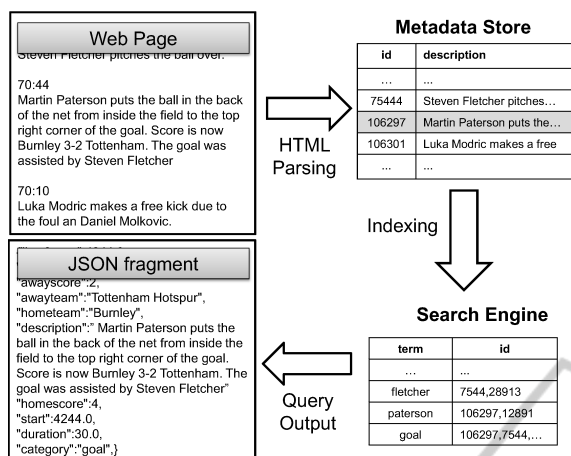 Web Page
Steven Fletcher pitches the ball over.
70:44
Martin Paterson puts the ball in the back
of the net from inside the field to the top
right corner of the goal. Score is now
Burnley 3-2 Tottenham. The goal was
assisted by Steven Fletcher
70:10
Luka Modric makes a free kick due to
the foul an Daniel Molkovic.
HTML
Parsing
Metadata Store
id description
... ...
75444 Steven Fletcher pitches...
106297 Martin Paterson puts the...
106301 Luka Modric makes a free
... ...
Indexing
Search Engine
term id
... ...
fletcher 7544,28913
paterson 106297,12891
goal 106297,7544,...
Query
Output
JSON fragment
"awayscore":2,
"awayteam":"Tottenham Hotspur",
"hometeam":"Burnley",
"description":" Martin Paterson puts the
ball in the back of the net from inside the
field to the top right corner of the goal.
Score is now Burnley 3-2 Tottenham. The
goal was assisted by Steven Fletcher"
"homescore":4,
"start":4244.0,
"duration":30.0,
"category":"goal",}